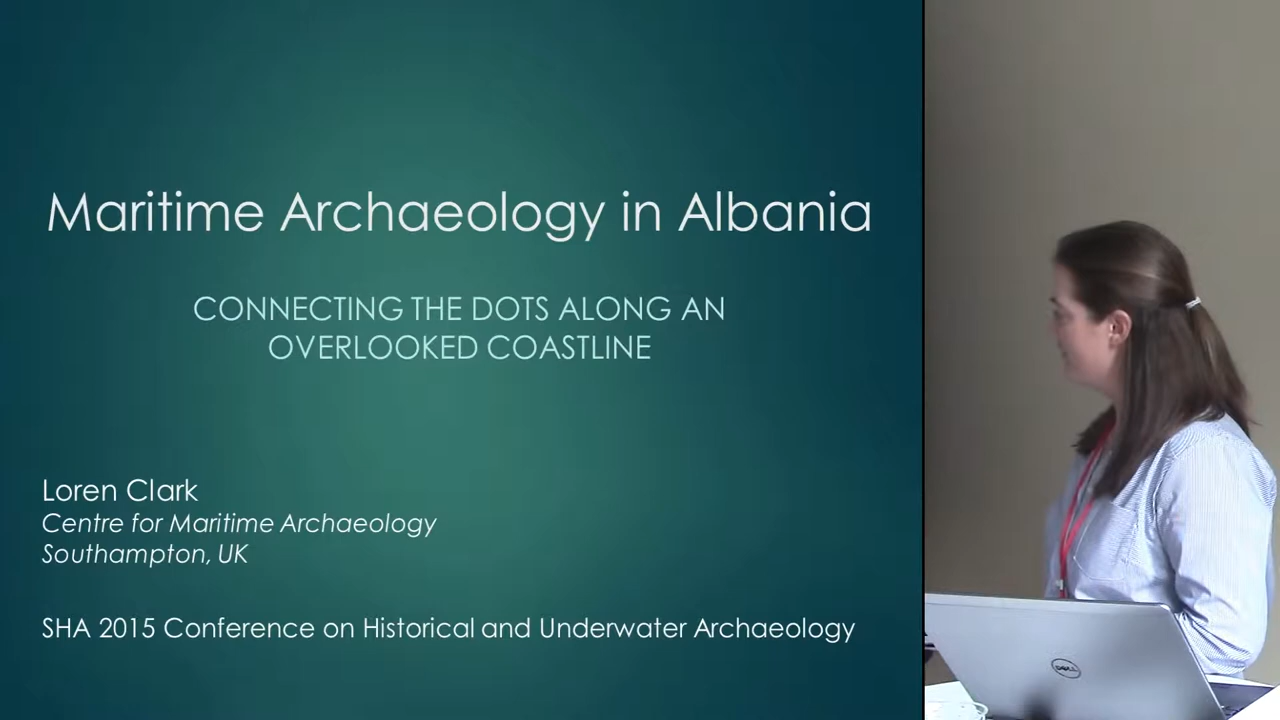 Maritime Archaeology in Albania
CONNECTING THE DOTS ALONG AN
OVERLOOKED COASTLINE
Loren Clark
Centre for Maritime Archaeology
Southampton, UK
SHA 2015 Conference on Historical and Underwater Archaeology
DELL